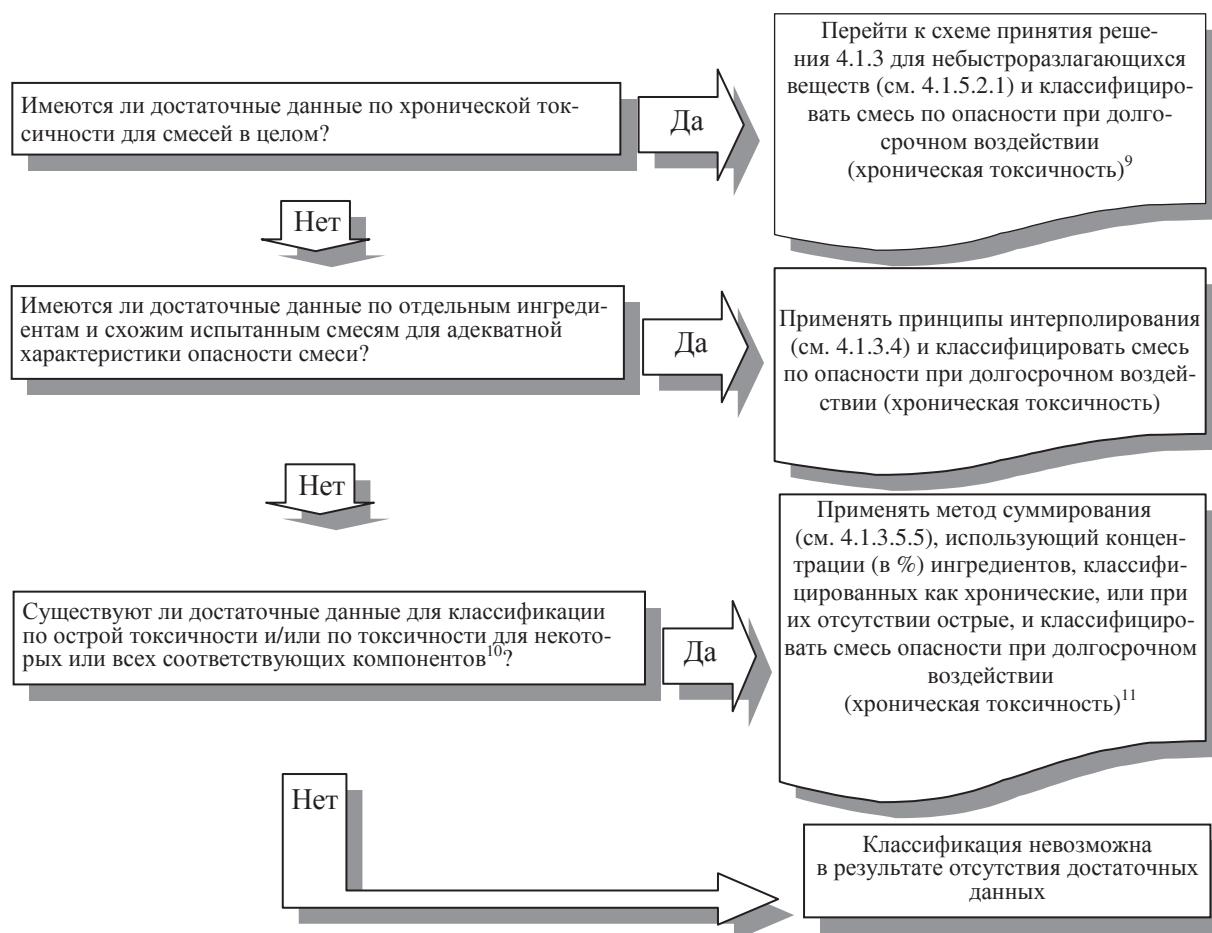 Имеются ли достаточные данные по хронической ток-
сичности для смесей в целом?
Да
Перейти к схеме принятия реше-
ния 4.1.3 для небыстроразлагающихся
веществ (см. 4.1.5.2.1) и классифициро-
вать смесь по опасности при долго-
срочном воздействии
(хроническая токсичность)9
Нет
Имеются ли достаточные данные по отдельным ингреди-
ентам и схожим испытанным смесям для адекватной
характеристики опасности смеси?
Да
Применять принципы интерполирования
(см. 4.1.3.4) и классифицировать смесь
по опасности при долгосрочном воздей-
ствии (хроническая токсичность)
Нет
Существуют ли достаточные данные для классификации
по острой токсичности и/или по токсичности для некото-
рых или всех соответствующих компонентов10?
Да
Применять метод суммирования
(см. 4.1.3.5.5), использующий концен-
трации (в %) ингредиентов, классифи-
цированных как хронические, или при
их отсутствии острые, и классифициро-
вать смесь опасности при долгосрочном
воздействии
(хроническая токсичность)11
Нет
Классификация невозможна
в результате отсутствия достаточных
данных